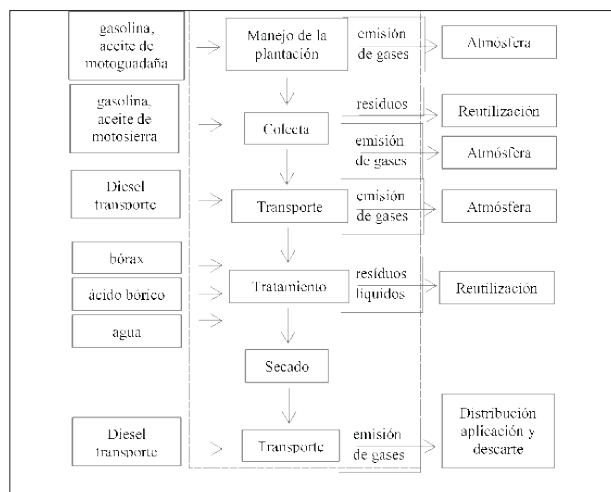 gasolina,
aceite de
motoguadaña
Manejo de la
plantación
emisión
de gases
Atmósfera
gasolina,
aceite de
motosierra
Colecta
residuos
Reutilización
emisión
de gases
Atmósfera
Diesel
transporte
Transporte
emisión
de gases
Atmósfera
bórax
ácido bórico
agua
Tratamiento
resíduos
líquidos
Reutilización
Secado
Diesel
transporte
Transporte
emisión
de gases
Distribución
aplicación y
descarte